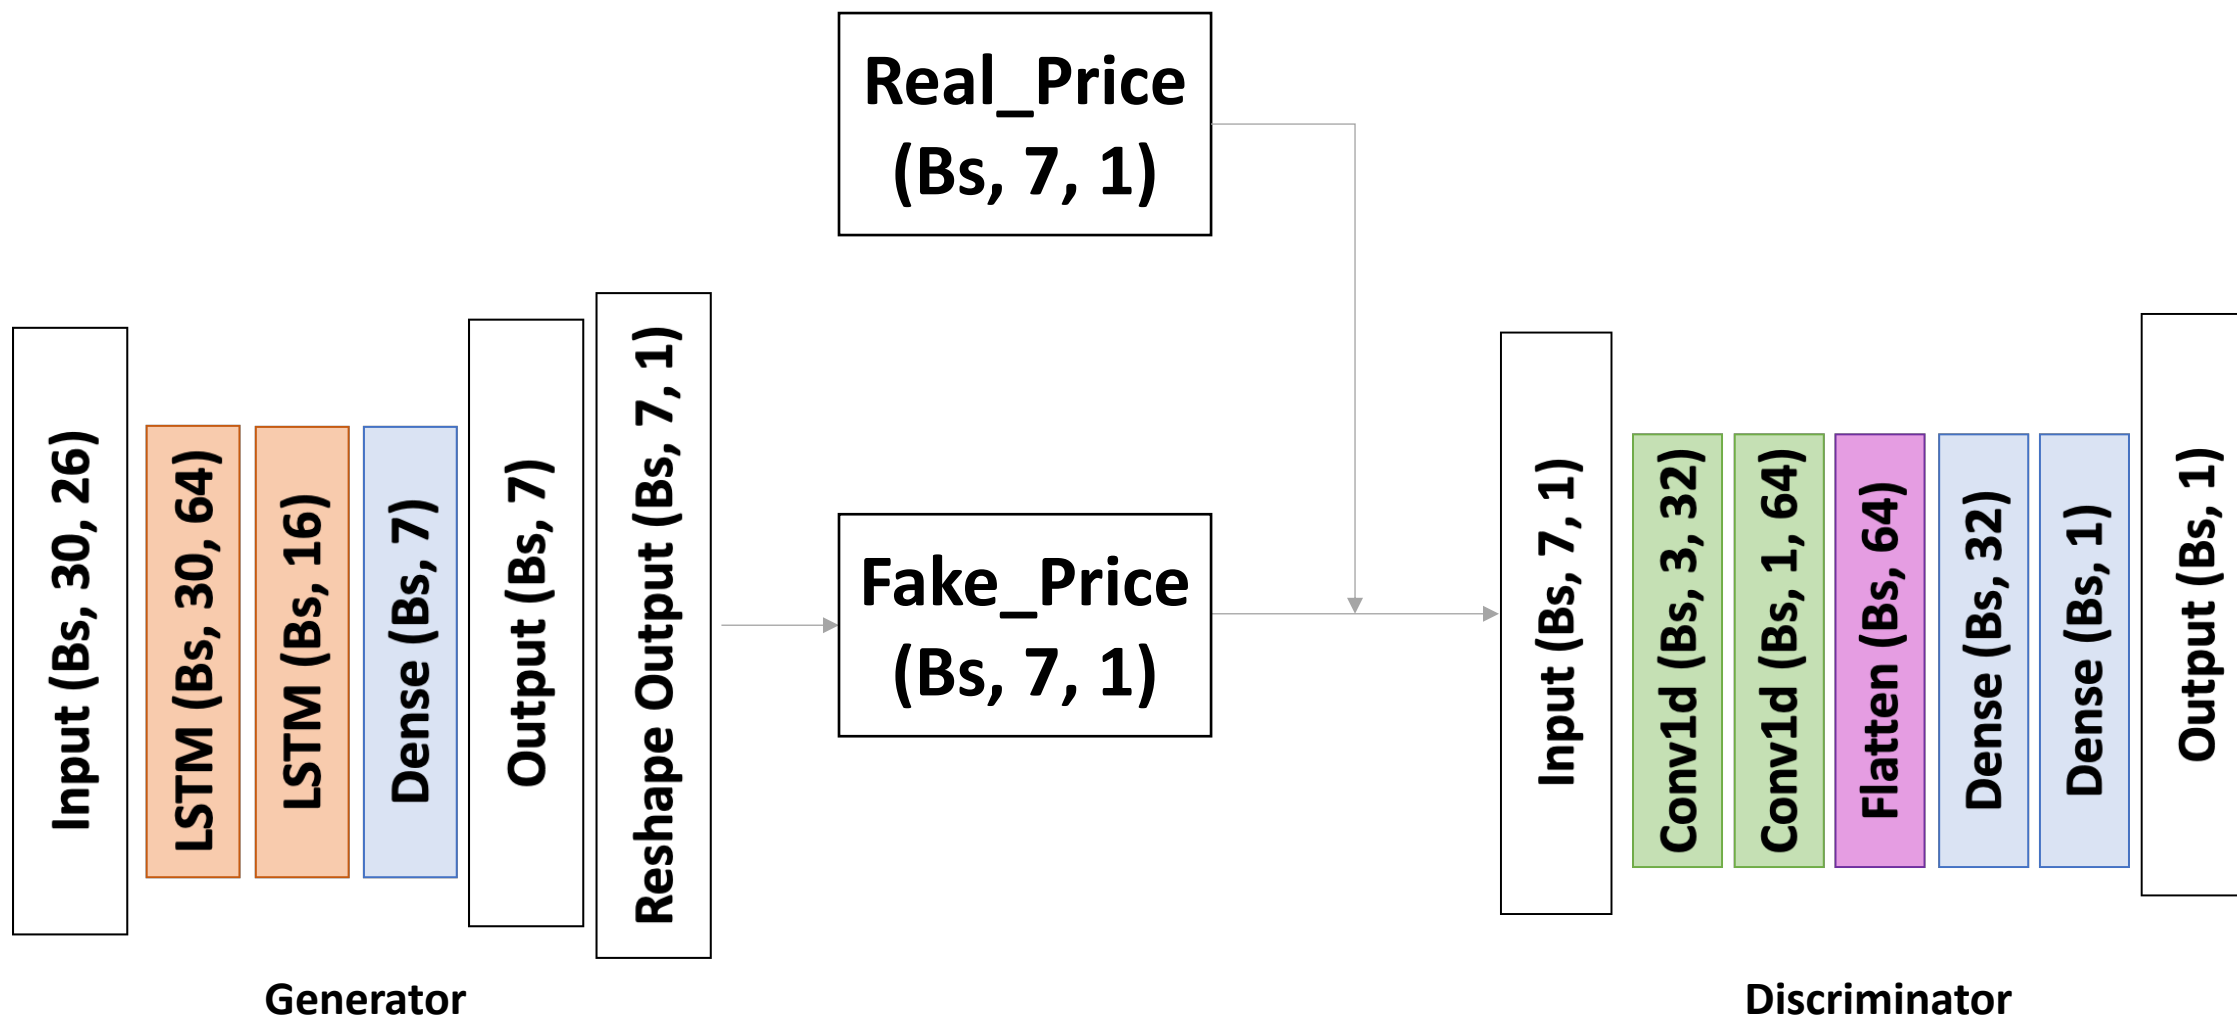 Real_Price
(Bs, 7, 1)
Input (Bs, 30, 26)
LSTM (Bs, 30, 64)
LSTM (Bs, 16)
Dense (Bs, 7)
Output (Bs, 7)
Reshape Output (Bs, 7, 1)
Fake_Price
(Bs, 7, 1)
Input (Bs, 7, 1)
Conv1d (Bs, 3, 32)
Conv1d (Bs, 1, 64)
Flatten (Bs, 64)
Dense (Bs, 32)
Dense (Bs, 1)
Output (Bs, 1)
Generator
Discriminator